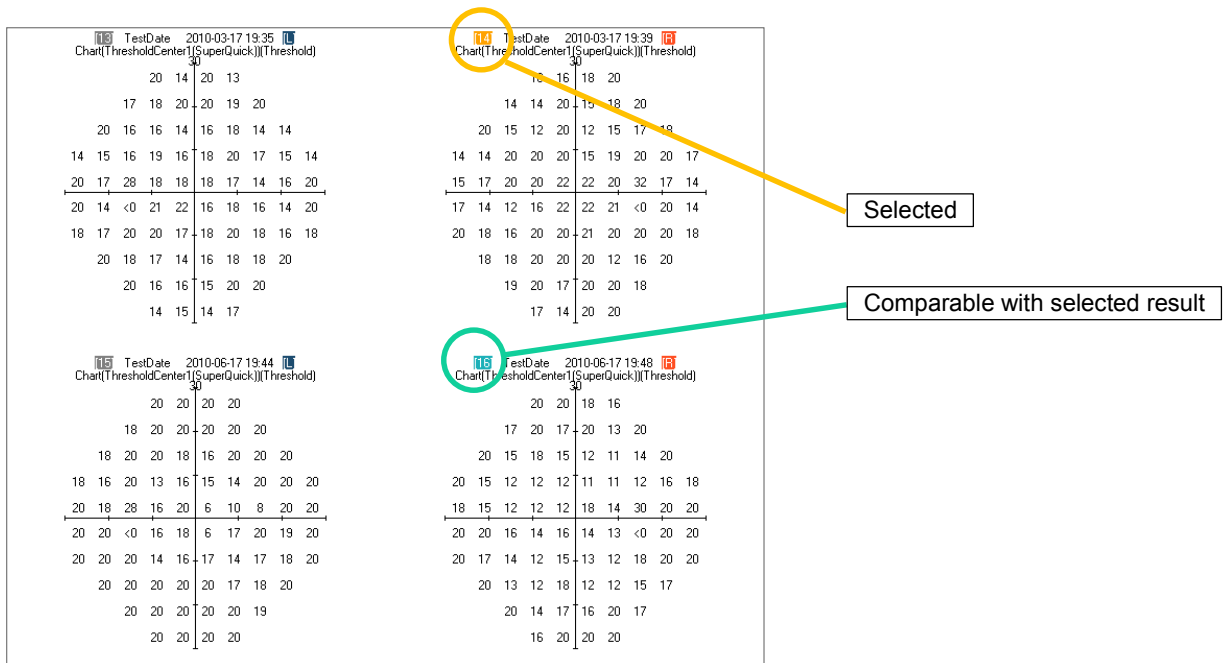 [13] TestDate 2010-03-17 19:35 [L]
Chart(ThresholdCenter1(SuperQuick))(Threshold)
30
20 14 20 13
17 18 20 20 19 20
20 16 16 14 16 18 14 14
14 15 16 19 16 18 20 17 15 14
20 17 28 18 18 18 17 14 16 20
20 14 <0 21 22 16 18 16 14 20
18 17 20 20 17 18 20 18 16 18
20 18 17 14 16 18 18 20
20 16 16 15 20 20
14 15 14 17
[14] TestDate 2010-03-17 19:39 [R]
Chart(ThresholdCenter1(SuperQuick))(Threshold)
30
16 18 20
14 14 20 15 18 20
20 15 12 20 12 15 17 18
14 14 20 20 20 15 19 20 20 17
15 17 20 20 22 22 20 32 17 14
17 14 12 16 22 22 21 <0 20 14
20 18 16 20 20 21 20 20 20 18
18 18 20 20 20 12 16 20
19 20 17 20 20 18
17 14 20 20
Selected
Comparable with selected result
[15] TestDate 2010-06-17 19:44 [L]
Chart(ThresholdCenter1(SuperQuick))(Threshold)
30
20 20 20 20
18 20 20 20 20 20
18 20 20 18 16 20 20 20
18 16 20 13 16 15 14 20 20 20
20 18 28 16 20 6 10 8 20 20
20 20 <0 16 18 6 17 20 19 20
20 20 20 14 16 17 14 17 18 20
20 20 20 20 20 17 18 20
20 20 20 20 20 19
20 20 20 20
[16] TestDate 2010-06-17 19:48 [R]
Chart(ThresholdCenter1(SuperQuick))(Threshold)
30
20 20 18 16
17 20 17 20 13 20
20 15 18 15 12 11 14 20
20 15 12 12 12 11 11 12 16 18
18 15 12 12 12 18 14 30 20 20
20 20 16 14 16 14 13 <0 20 20
20 17 14 12 15 13 12 18 20 20
20 13 12 18 12 12 15 17
20 14 17 16 20 17
16 20 20 20